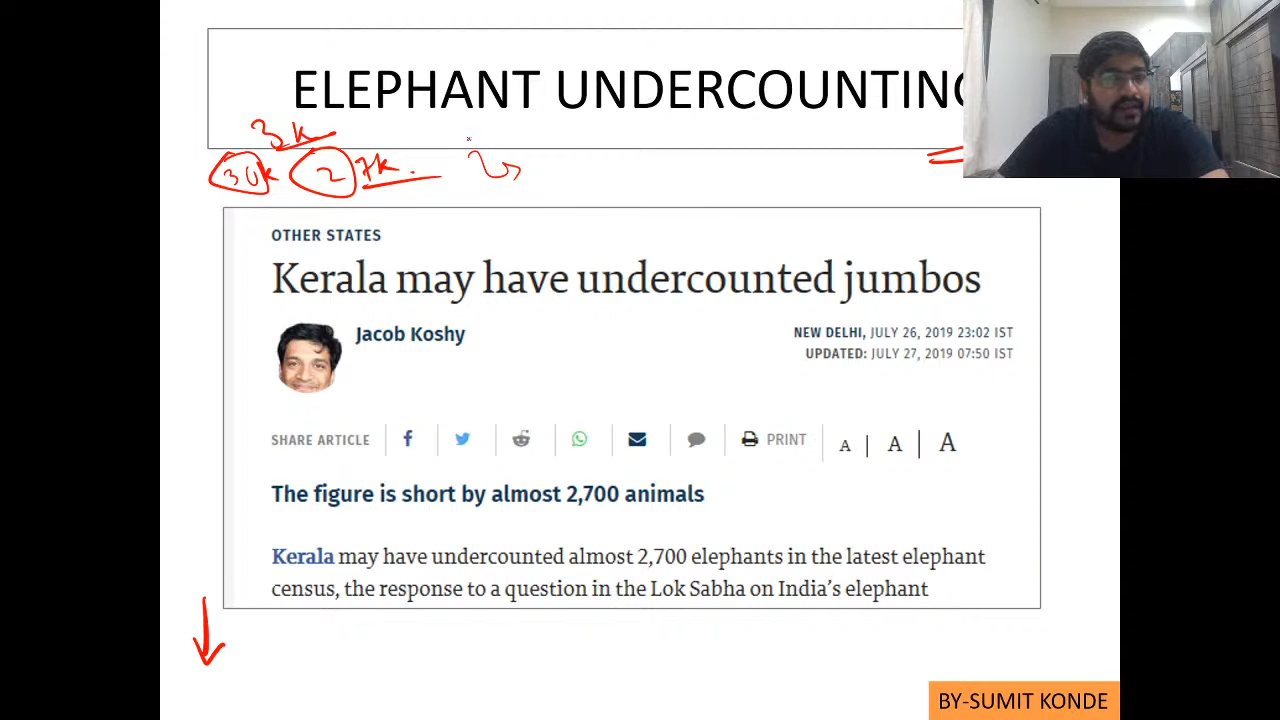 ELEPHANT UNDERCOUNTING
3k
30k 27k.
OTHER STATES
Kerala may have undercounted jumbos
Jacob Koshy
NEW DELHI, JULY 26, 2019 23:02 IST
UPDATED: JULY 27, 2019 07:50 IST
SHARE ARTICLE PRINT A A A
The figure is short by almost 2,700 animals
Kerala may have undercounted almost 2,700 elephants in the latest elephant
census, the response to a question in the Lok Sabha on India's elephant
BY-SUMIT KONDE